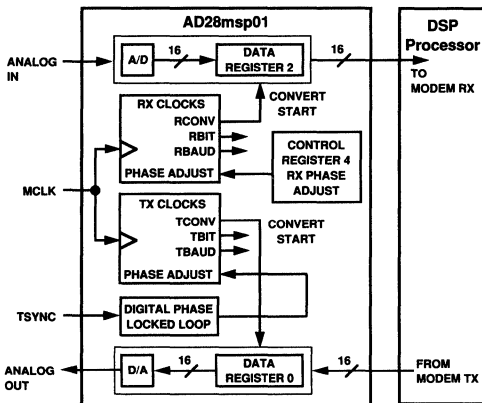 AD28msp01
DSP
Processor
ANALOG
IN
A/D
16
DATA
REGISTER 2
16
TO
MODEM RX
RX CLOCKS
RCONV
RBIT
RBAUD
PHASE ADJUST
CONVERT
START
CONTROL
REGISTER 4
RX PHASE
ADJUST
MCLK
TX CLOCKS
TCONV
TBIT
TBAUD
PHASE ADJUST
CONVERT
START
TSYNC
DIGITAL PHASE
LOCKED LOOP
ANALOG
OUT
D/A
16
DATA
REGISTER 0
16
FROM
MODEM TX